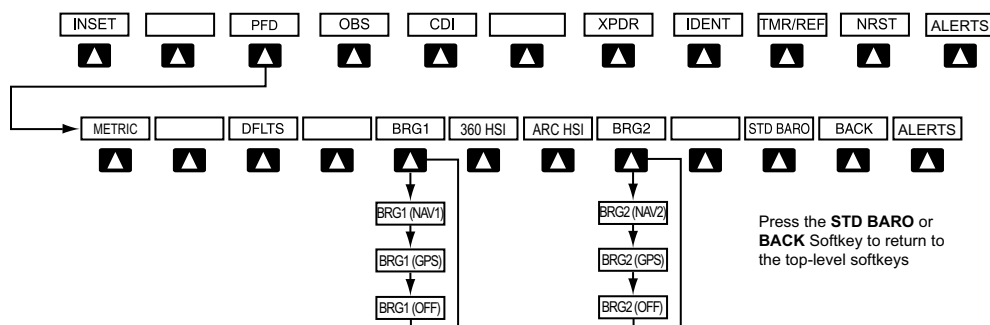 INSET PFD OBS CDI XPDR IDENT TMR/REF NRST ALERTS
METRIC DFLTS BRG1 360 HSI ARC HSI BRG2 STD BARO BACK ALERTS
BRG1 (NAV1) BRG2 (NAV2)
BRG1 (GPS) BRG2 (GPS)
BRG1 (OFF) BRG2 (OFF)
Press the STD BARO or
BACK Softkey to return to
the top-level softkeys